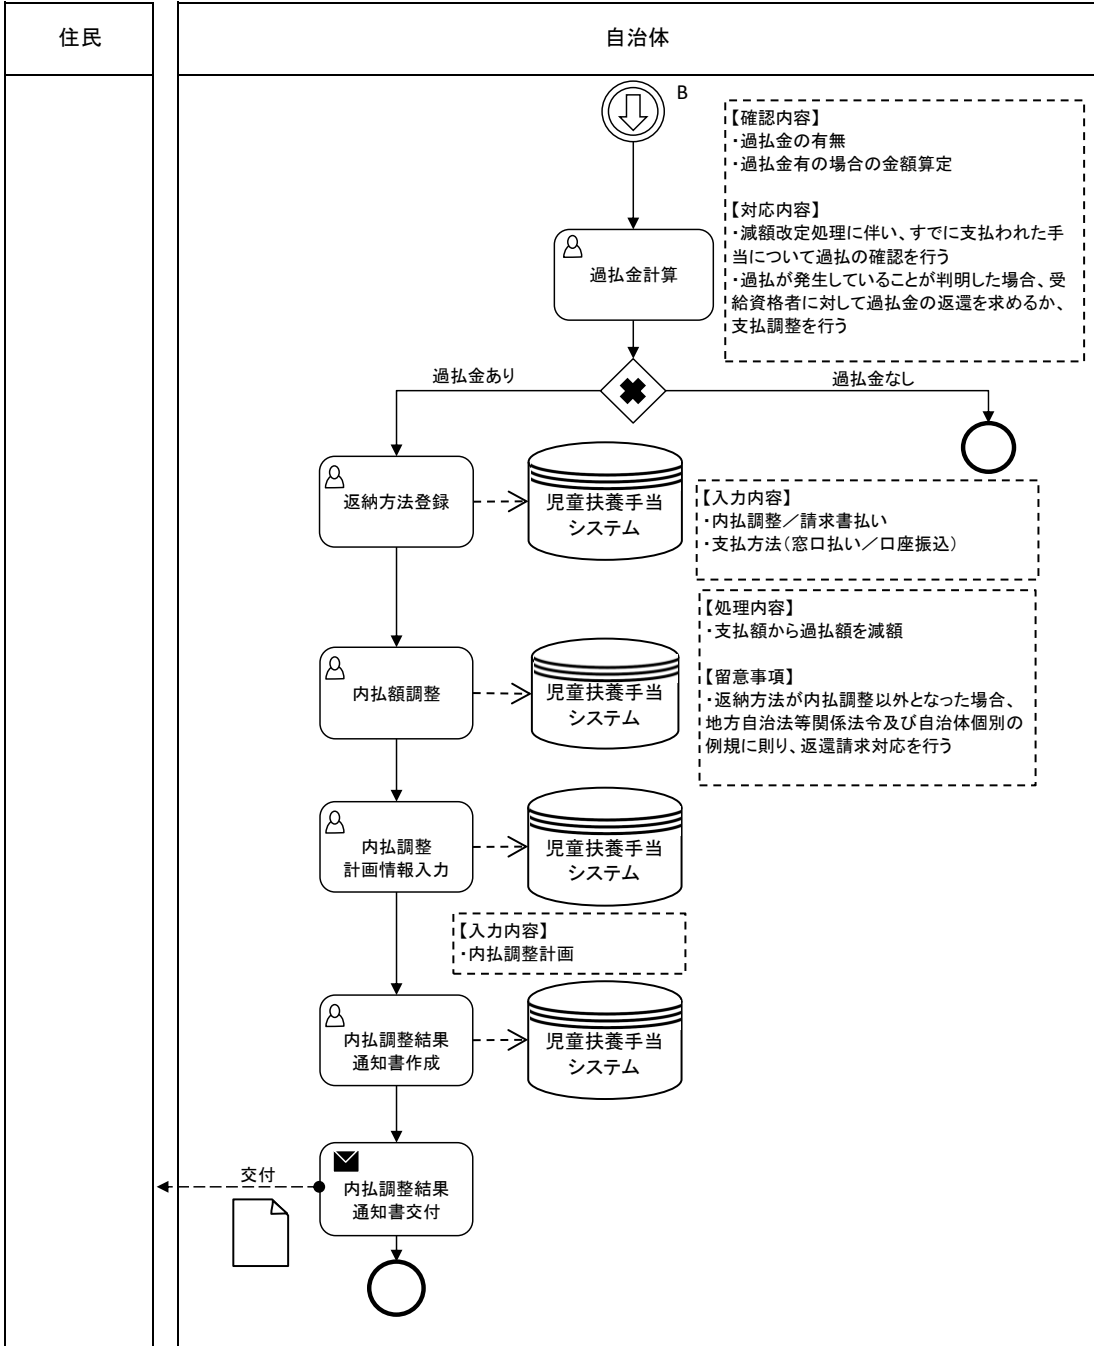 住民
自治体
B
【確認内容】
・過払金の有無
・過払金有の場合の金額算定
【対応内容】
・減額改定処理に伴い、すでに支払われた手
当について過払の確認を行う
・過払が発生していることが判明した場合、受
給資格者に対して過払金の返還を求めるか、
支払調整を行う
過払金計算
過払金あり
過払金なし
返納方法登録
児童扶養手当
システム
【入力内容】
・内払調整／請求書払い
・支払方法（窓口払い／口座振込）
【処理内容】
・支払額から過払額を減額
【留意事項】
・返納方法が内払調整以外となった場合、
地方自治法等関係法令及び自治体個別の
例規に則り、返還請求対応を行う
内払額調整
児童扶養手当
システム
内払調整
計画情報入力
児童扶養手当
システム
【入力内容】
・内払調整計画
内払調整結果
通知書作成
児童扶養手当
システム
交付
内払調整結果
通知書交付